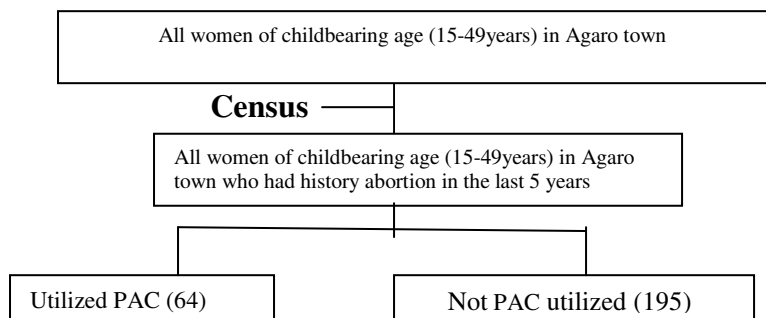 All women of childbearing age (15-49years) in Agaro town
Census
All women of childbearing age (15-49years) in Agaro
town who had history abortion in the last 5 years
Utilized PAC (64)
Not PAC utilized (195)